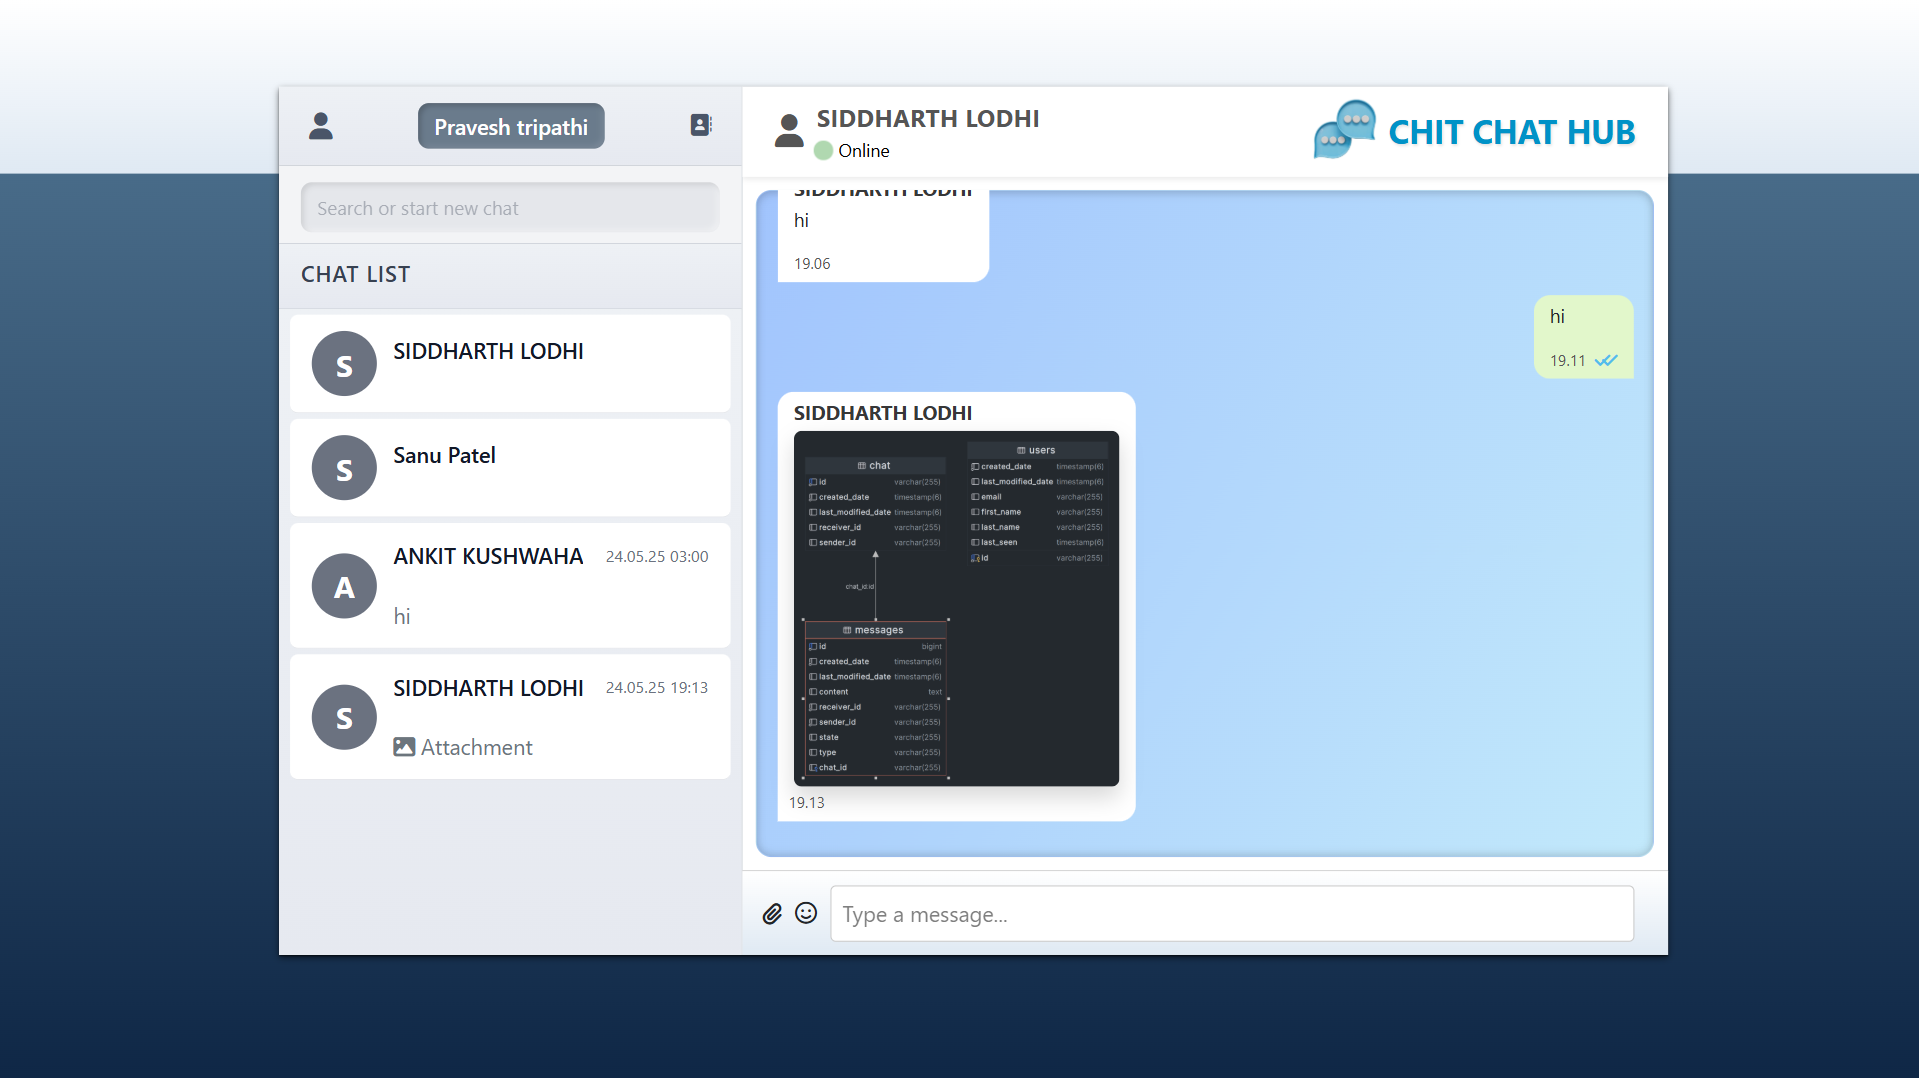 Pravesh tripathi
Search or start new chat
CHAT LIST
SIDDHARTH LODHI
Sanu Patel
ANKIT KUSHWAHA 24.05.25 03:00
hi
SIDDHARTH LODHI 24.05.25 19:13
Attachment
S
S
A
S
SIDDHARTH LODHI
Online
CHIT CHAT HUB
SIDDHARTH LODHI
hi
19.06
hi
19.11
SIDDHARTH LODHI
chat
id varchar(255)
created_date timestamp(6)
last_modified_date timestamp(6)
receiver_id varchar(255)
sender_id varchar(255)
users
created_date timestamp(6)
last_modified_date timestamp(6)
email varchar(255)
first_name varchar(255)
last_name varchar(255)
last_seen timestamp(6)
id varchar(255)
chat_id:id
messages
id bigint
created_date timestamp(6)
last_modified_date timestamp(6)
content text
receiver_id varchar(255)
sender_id varchar(255)
state varchar(255)
type varchar(255)
chat_id varchar(255)
19.13
Type a message...